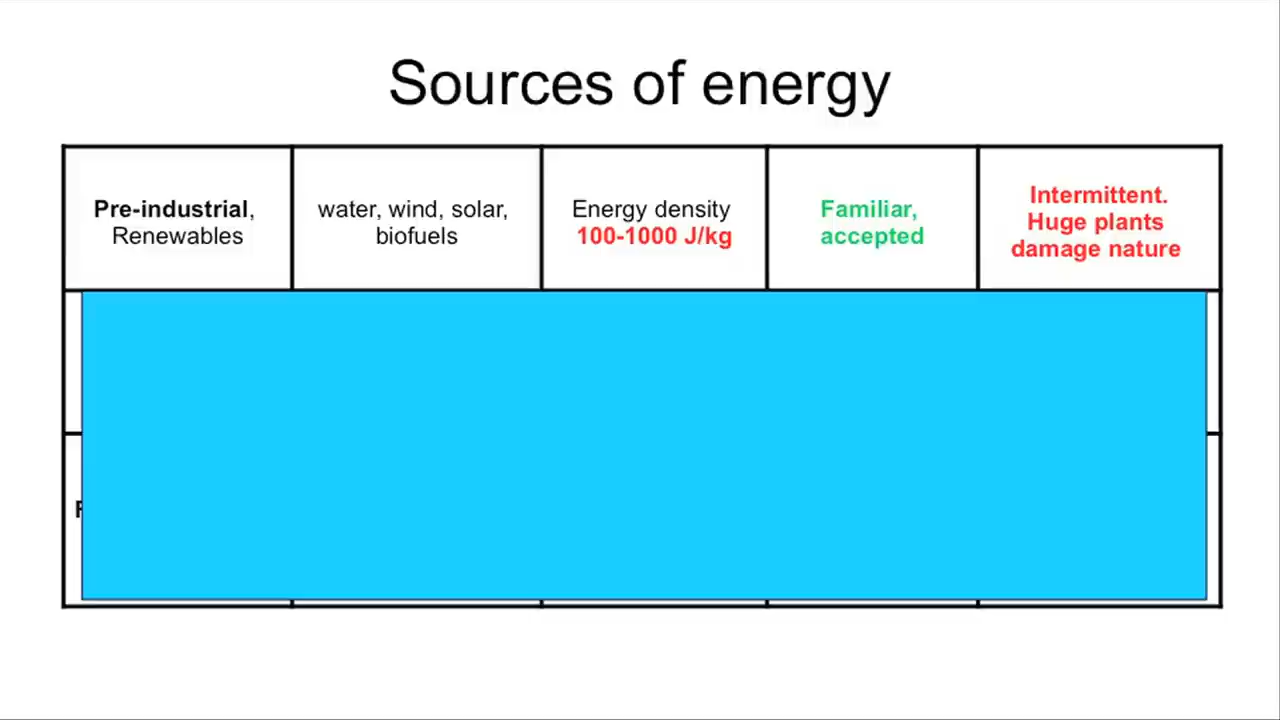 Sources of energy
Pre-industrial,
Renewables
water, wind, solar,
biofuels
Energy density
100-1000 J/kg
Familiar,
accepted
Intermittent.
Huge plants
damage nature